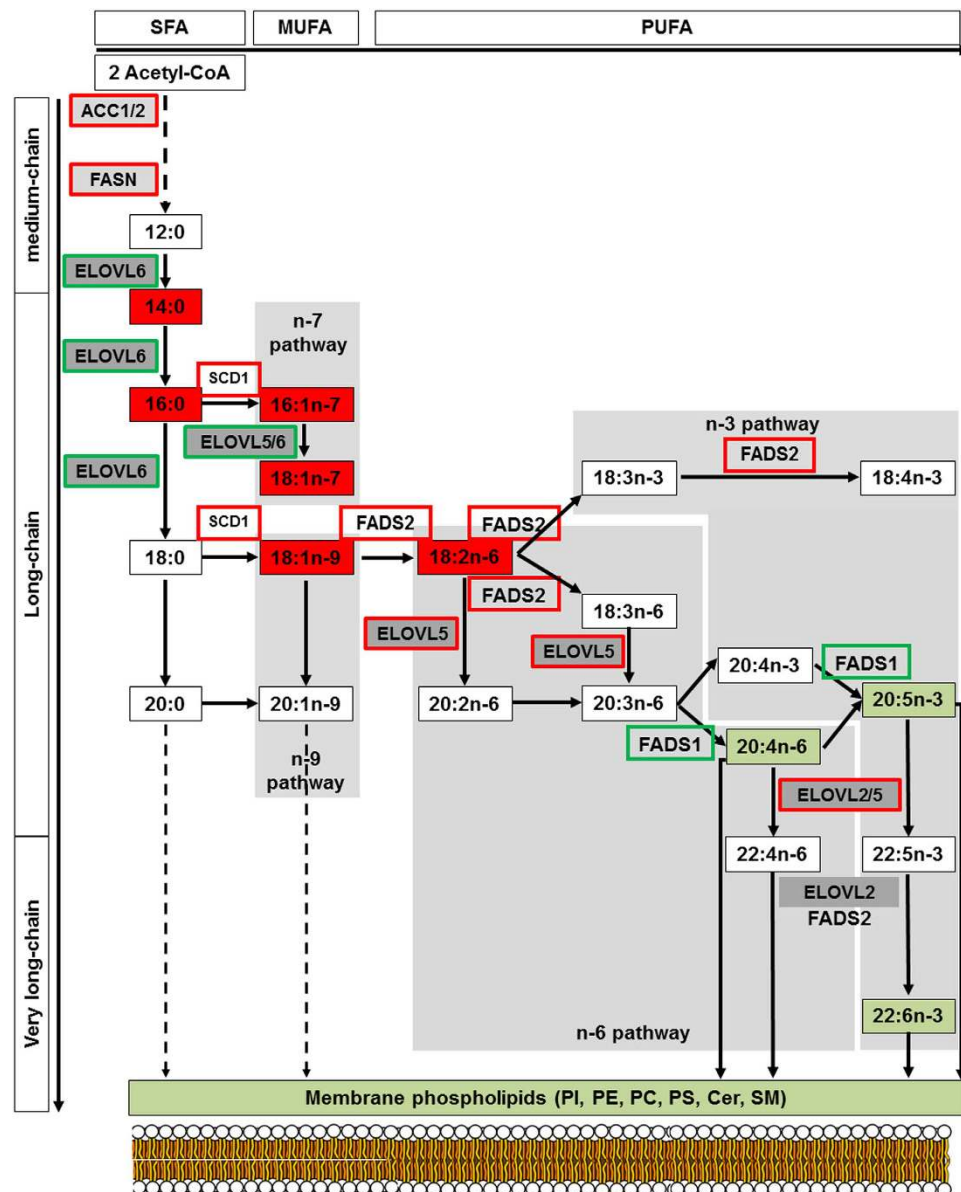 SFA
MUFA
PUFA
2 Acetyl-CoA
medium-chain
ACC1/2
FASN
12:0
ELOVL6
14:0
n-7
pathway
ELOVL6
SCD1
16:0
16:1n-7
n-3 pathway
ELOVL5/6
FADS2
ELOVL6
18:1n-7
18:3n-3
18:4n-3
Long-chain
SCD1
FADS2
FADS2
18:0
18:1n-9
18:2n-6
FADS2
18:3n-6
ELOVL5
ELOVL5
20:4n-3
FADS1
20:0
20:1n-9
20:2n-6
20:3n-6
20:5n-3
FADS1
20:4n-6
n-9
pathway
ELOVL2/5
22:4n-6
22:5n-3
ELOVL2
FADS2
Very long-chain
22:6n-3
n-6 pathway
Membrane phospholipids (PI, PE, PC, PS, Cer, SM)